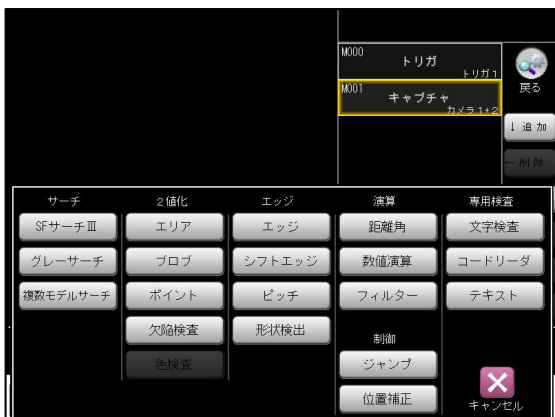 M000
トリガ
トリガ1
戻る
M001
キャプチャ
カメラ1+2
↓追加
←削除
サーチ 2値化 エッジ 演算 専用検査
SFサーチⅢ エリア エッジ 距離角 文字検査
グレーサーチ ブロブ シフトエッジ 数値演算 コードリーダ
複数モデルサーチ ポイント ピッチ フィルター テキスト
欠陥検査 形状検出 制御
色検査 ジャンプ
位置補正 キャンセル